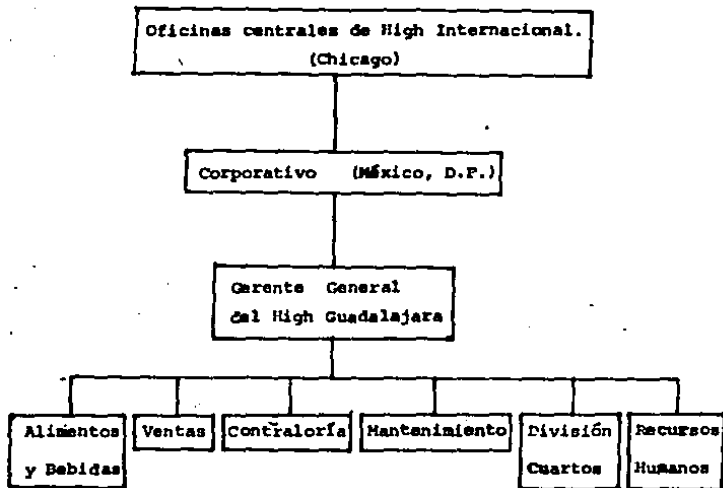 Oficinas centrales de High Internacional.
(Chicago)
Corporativo (México, D.F.)
Gerente General
del High Guadalajara
Alimentos
y Bebidas
Ventas
Contraloría
Mantenimiento
División
Cuartos
Recursos
Humanos